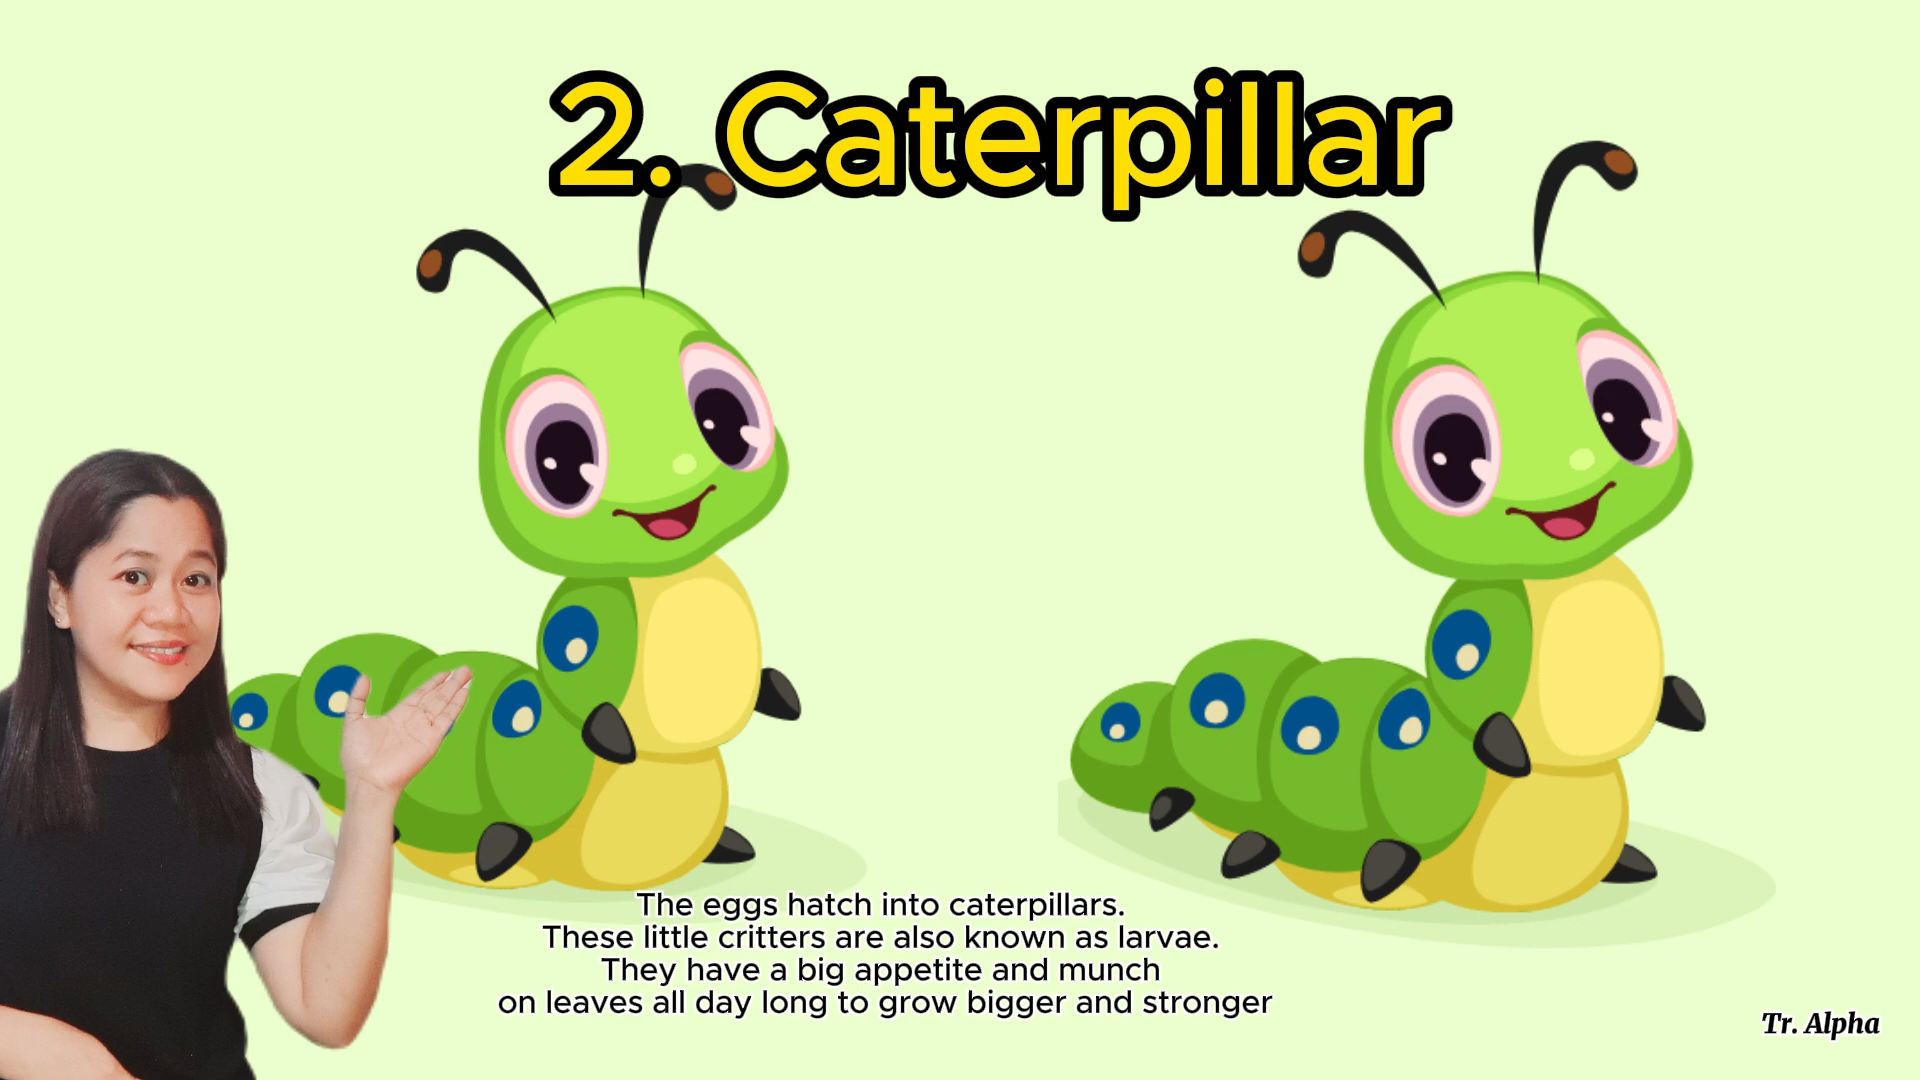 2. Caterpillar
The eggs hatch into caterpillars.
These little critters are also known as larvae.
They have a big appetite and munch
on leaves all day long to grow bigger and stronger
Tr. Alpha